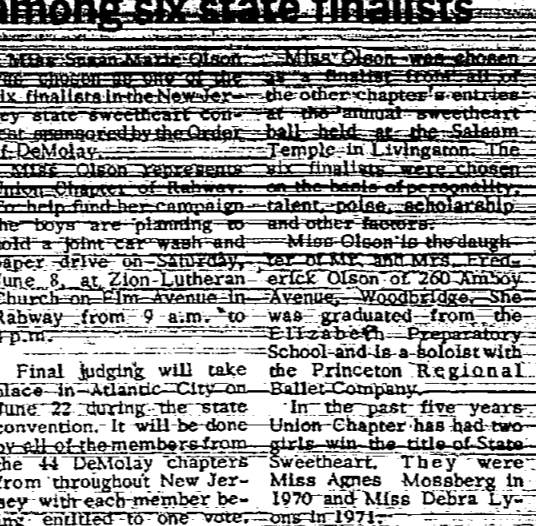 among six state finalists
Miss Susan Marie Olson
was chosen as one of the
six finalists in the New Jer-
ey state sweetheart con-
est sponsored by the Order
f DeMolay.
Miss Olson represents
Union Chapter of Rahway.
To help fund her campaign
he boys are planning to
old a joint car wash and
paper drive on Saturday,
June 8, at Zion Lutheran
Church on Elm Avenue in
Rahway from 9 a.m. to
p.m.
Final judging will take
place in Atlantic City on
June 22 during the state
convention. It will be done
by all of the members from
the 44 DeMolay chapters
from throughout New Jer-
sey with each member be-
ing entitled to one vote.
Miss Olson was chosen
as a finalist from all of
the other chapter's entries
at the annual sweetheart
ball held at the Salaam
Temple in Livingston. The
six finalists were chosen
on the basis of personality,
talent, poise, scholarship
and other factors.
Miss Olson is the daugh-
ter of Mr. and Mrs. Fred-
erick Olson of 260 Amboy
Avenue, Woodbridge. She
was graduated from the
Elizabeth Preparatory
School and is a soloist with
the Princeton Regional
Ballet Company.
In the past five years
Union Chapter has had two
girls win the title of State
Sweetheart. They were
Miss Agnes Mossberg in
1970 and Miss Debra Ly-
ons in 1971.